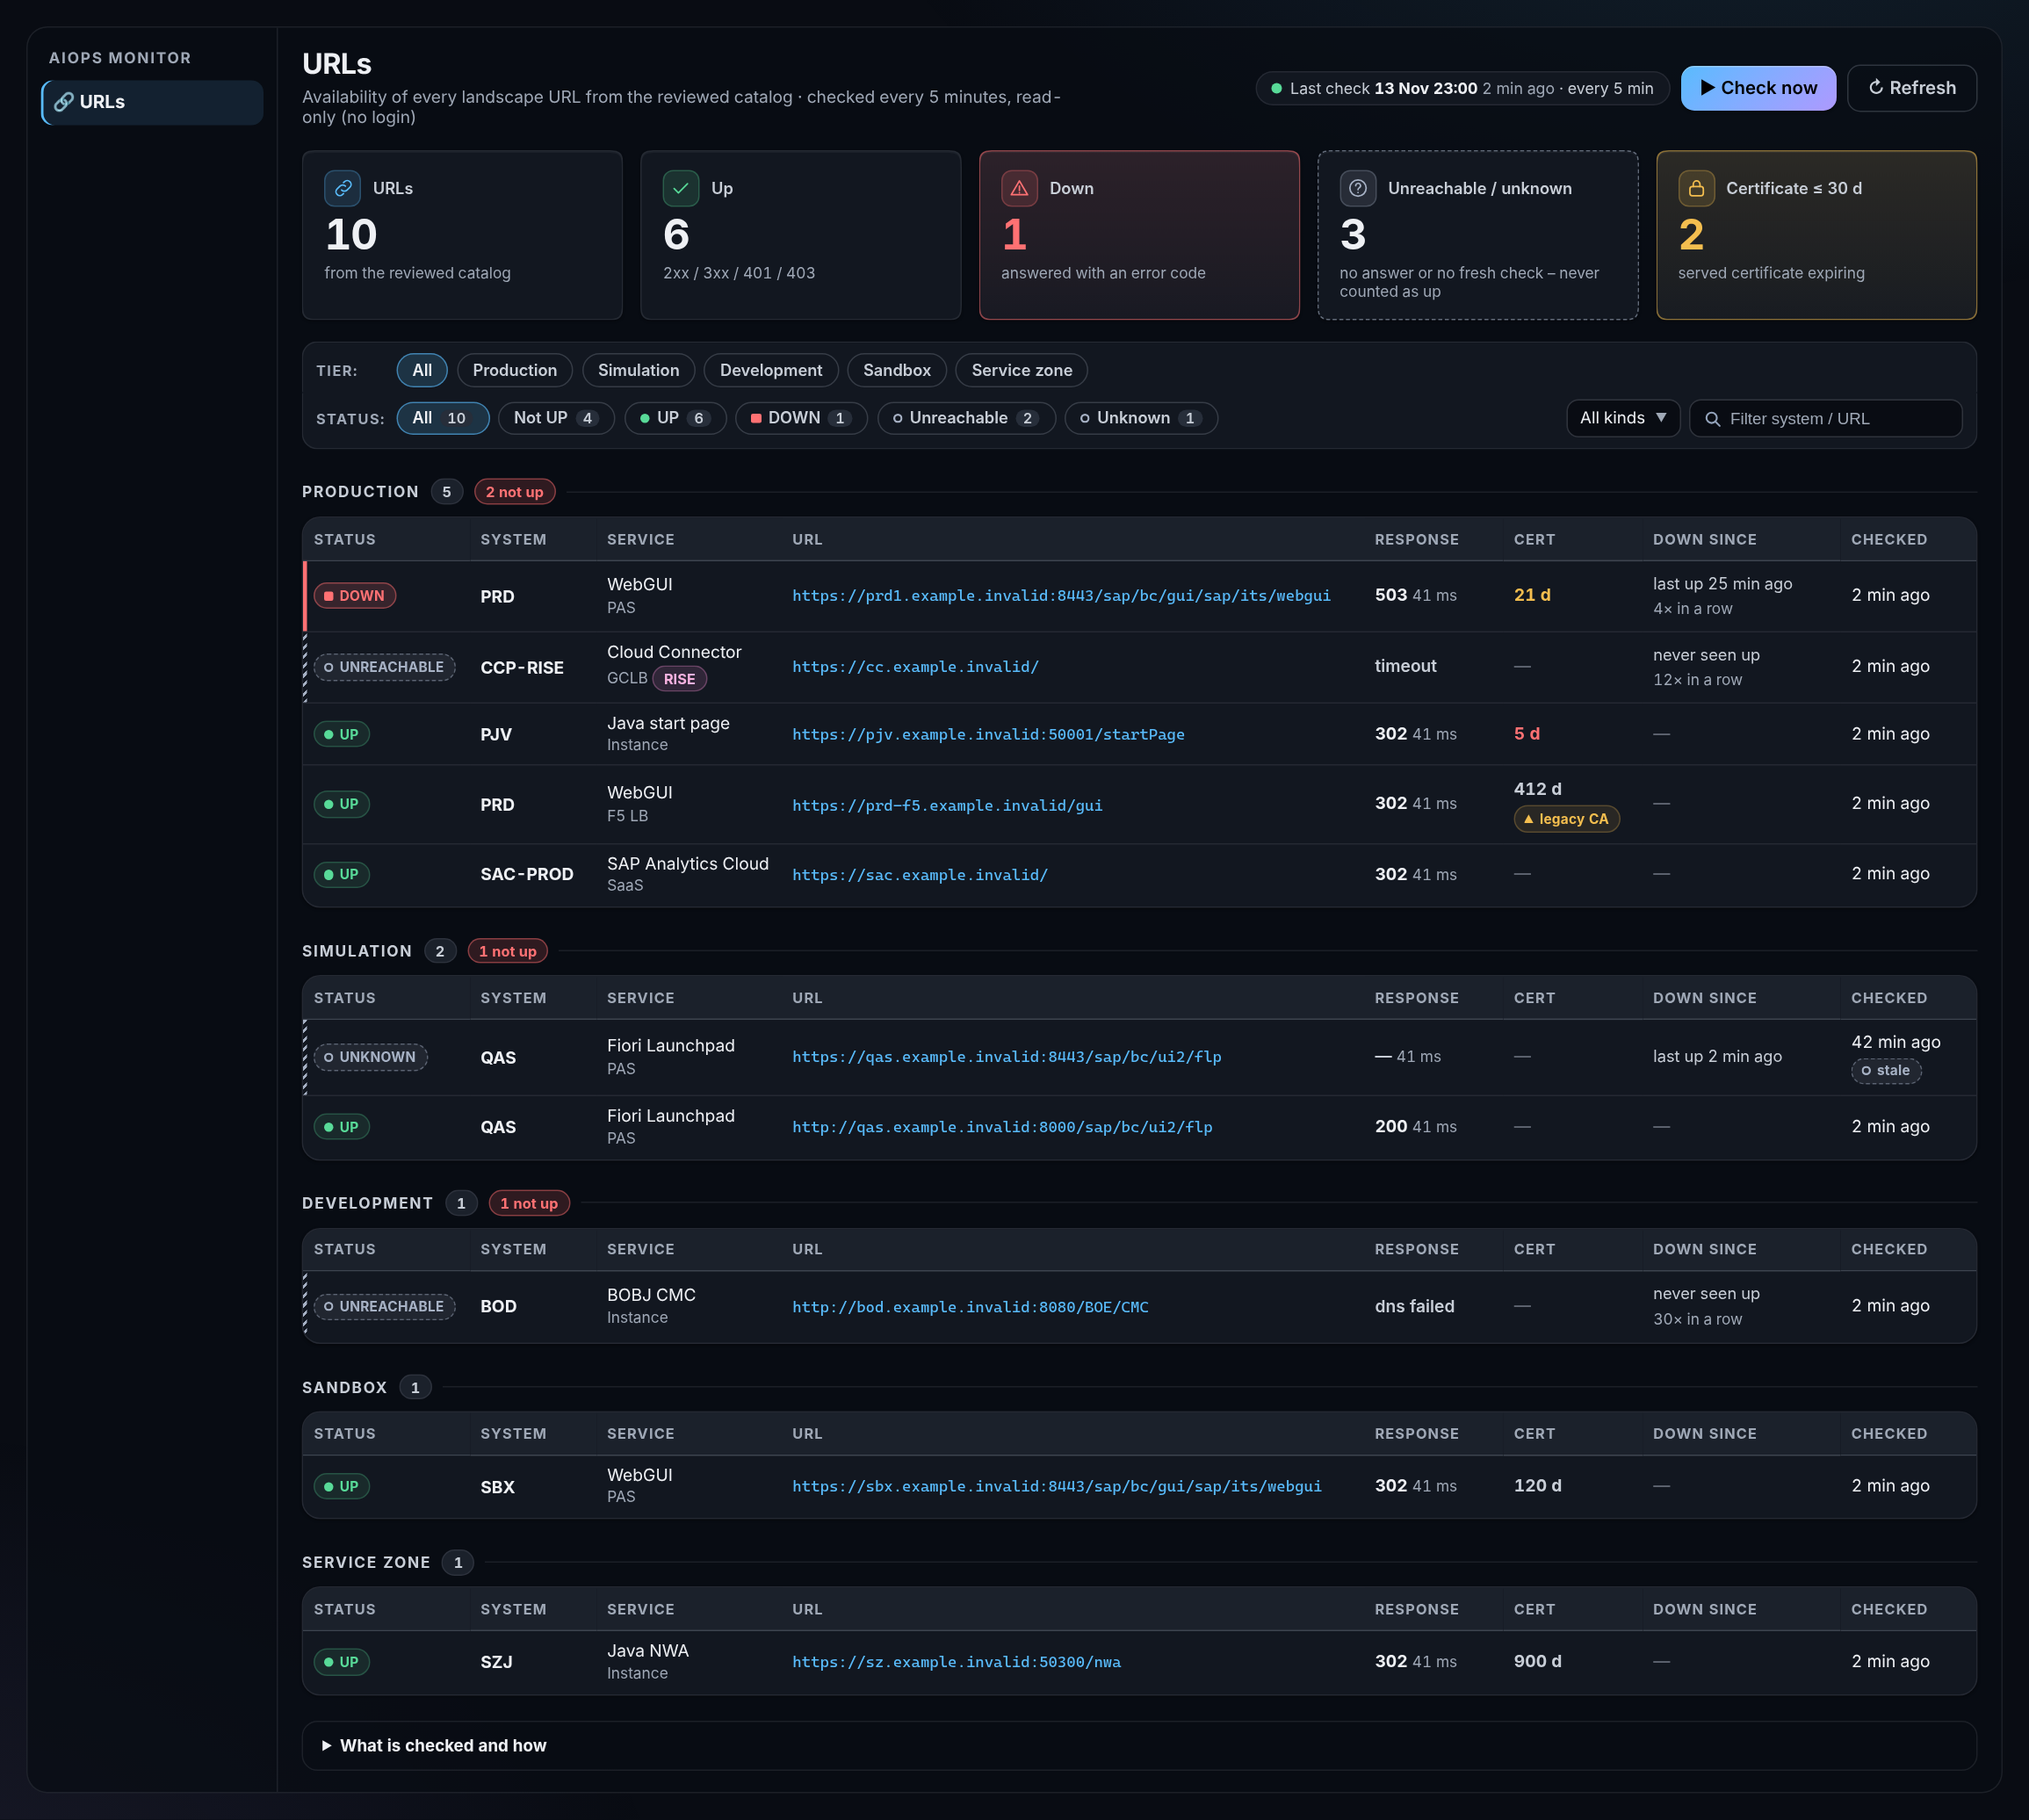 AIOPS MONITOR
🔗 URLs
URLs
Availability of every landscape URL from the reviewed catalog · checked every 5 minutes, read-
only (no login)
Last check 13 Nov 23:00 2 min ago · every 5 min
▶ Check now
↻ Refresh
URLs
10
from the reviewed catalog
Up
6
2xx / 3xx / 401 / 403
Down
1
answered with an error code
Unreachable / unknown
3
no answer or no fresh check – never
counted as up
Certificate ≤ 30 d
2
served certificate expiring
TIER: All Production Simulation Development Sandbox Service zone
STATUS: All 10 Not UP 4 UP 6 DOWN 1 Unreachable 2 Unknown 1 All kinds ▼ Filter system / URL
PRODUCTION 5 2 not up
STATUS SYSTEM SERVICE URL RESPONSE CERT DOWN SINCE CHECKED
DOWN PRD WebGUI https://prd1.example.invalid:8443/sap/bc/gui/sap/its/webgui 503 41 ms 21 d last up 25 min ago 2 min ago
PAS 4× in a row
UNREACHABLE CCP-RISE Cloud Connector https://cc.example.invalid/ timeout — never seen up 2 min ago
GCLB RISE 12× in a row
UP PJV Java start page https://pjv.example.invalid:50001/startPage 302 41 ms 5 d — 2 min ago
Instance
UP PRD WebGUI https://prd-f5.example.invalid/gui 302 41 ms 412 d — 2 min ago
F5 LB ▲ legacy CA
UP SAC-PROD SAP Analytics Cloud https://sac.example.invalid/ 302 41 ms — — 2 min ago
SaaS
SIMULATION 2 1 not up
STATUS SYSTEM SERVICE URL RESPONSE CERT DOWN SINCE CHECKED
UNKNOWN QAS Fiori Launchpad https://qas.example.invalid:8443/sap/bc/ui2/flp — 41 ms — last up 2 min ago 42 min ago
PAS stale
UP QAS Fiori Launchpad http://qas.example.invalid:8000/sap/bc/ui2/flp 200 41 ms — — 2 min ago
PAS
DEVELOPMENT 1 1 not up
STATUS SYSTEM SERVICE URL RESPONSE CERT DOWN SINCE CHECKED
UNREACHABLE BOD BOBJ CMC http://bod.example.invalid:8080/BOE/CMC dns failed — never seen up 2 min ago
Instance 30× in a row
SANDBOX 1
STATUS SYSTEM SERVICE URL RESPONSE CERT DOWN SINCE CHECKED
UP SBX WebGUI https://sbx.example.invalid:8443/sap/bc/gui/sap/its/webgui 302 41 ms 120 d — 2 min ago
PAS
SERVICE ZONE 1
STATUS SYSTEM SERVICE URL RESPONSE CERT DOWN SINCE CHECKED
UP SZJ Java NWA https://sz.example.invalid:50300/nwa 302 41 ms 900 d — 2 min ago
Instance
▶ What is checked and how